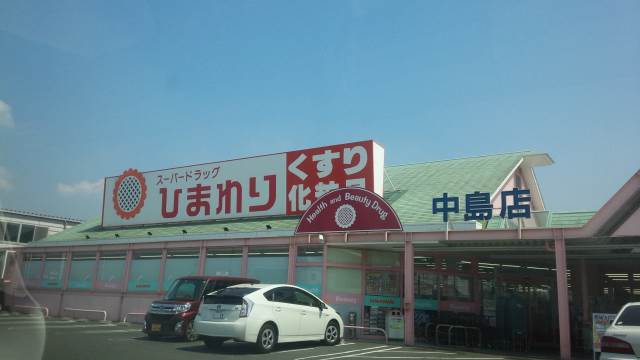 スーパードラッグ
ひまわり
くすり
化粧品
Health and Beauty Drug
中島店